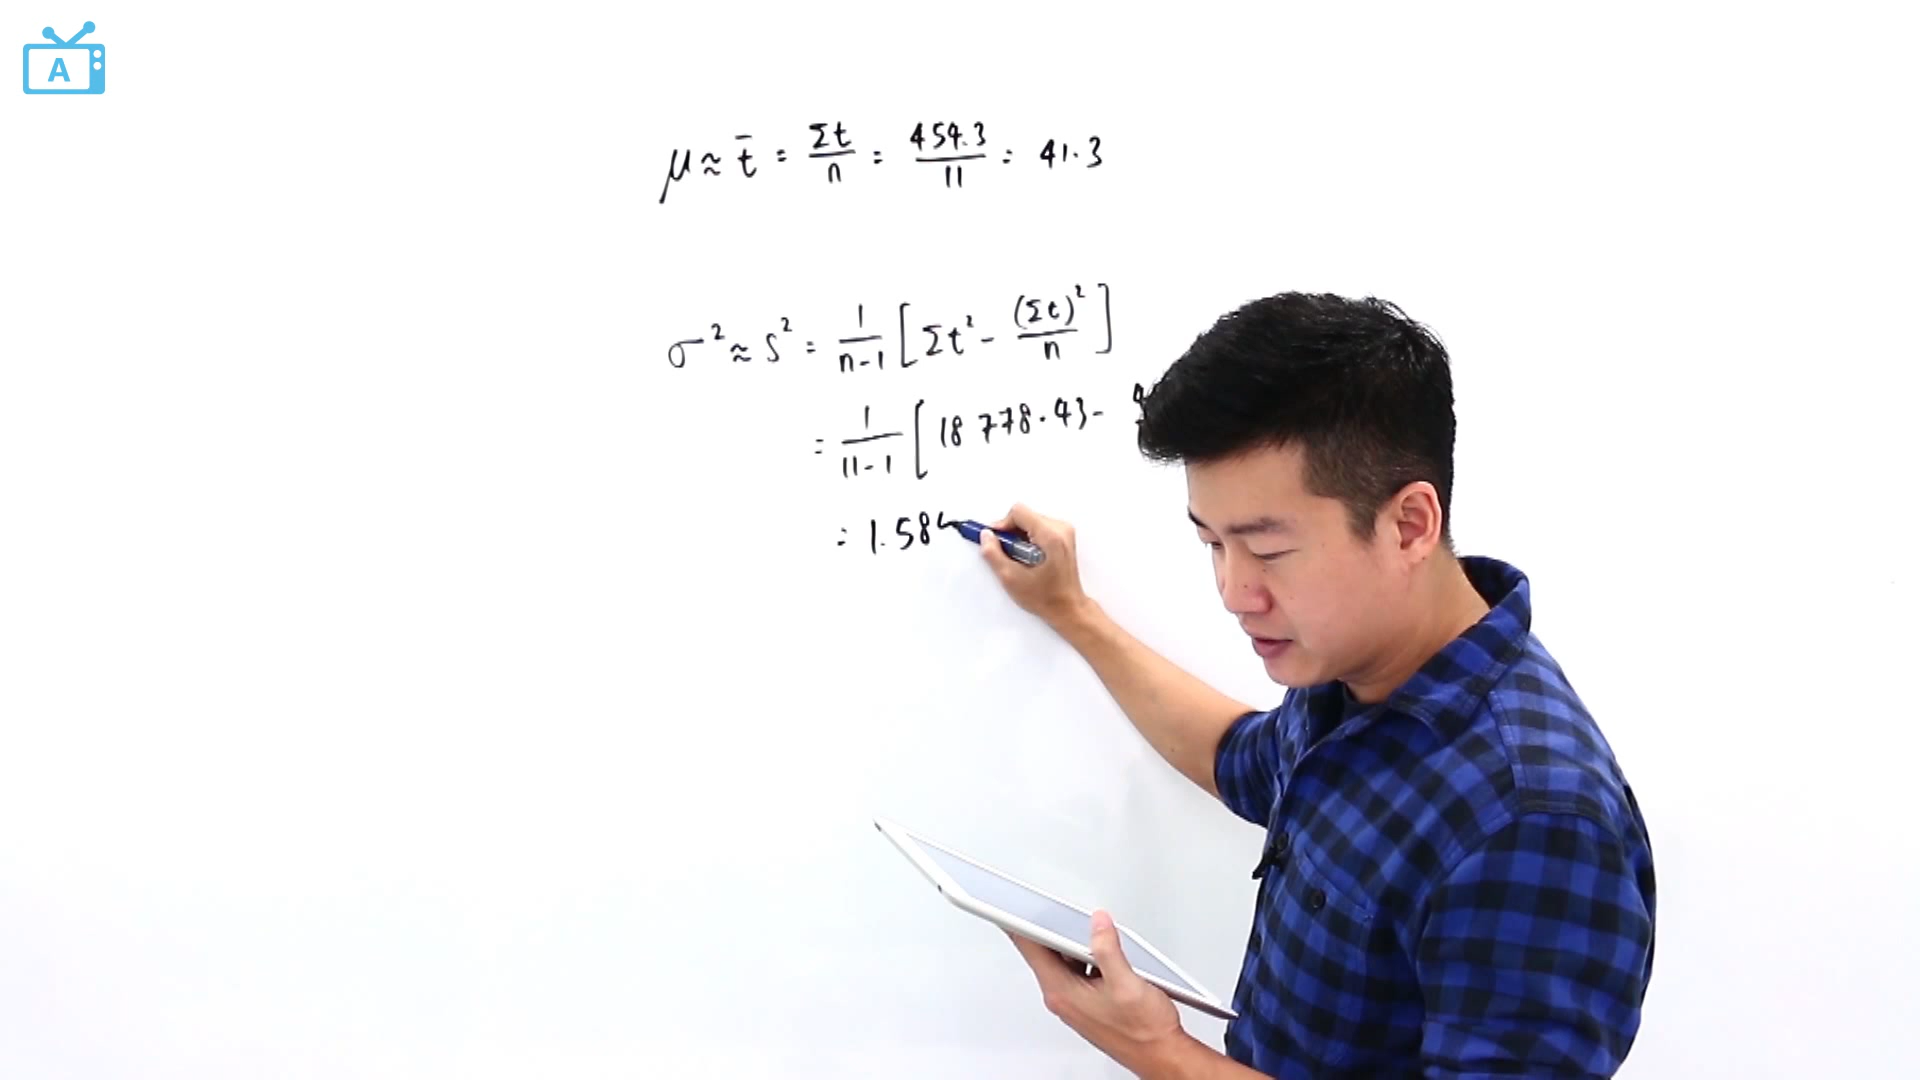 A
μ ≈ t̄ = Σt/n = 454.3/11 = 41.3
σ² ≈ s² = 1/(n-1) [Σt² - (Σt)²/n]
= 1/(11-1) [18 778.43 -
= 1.584